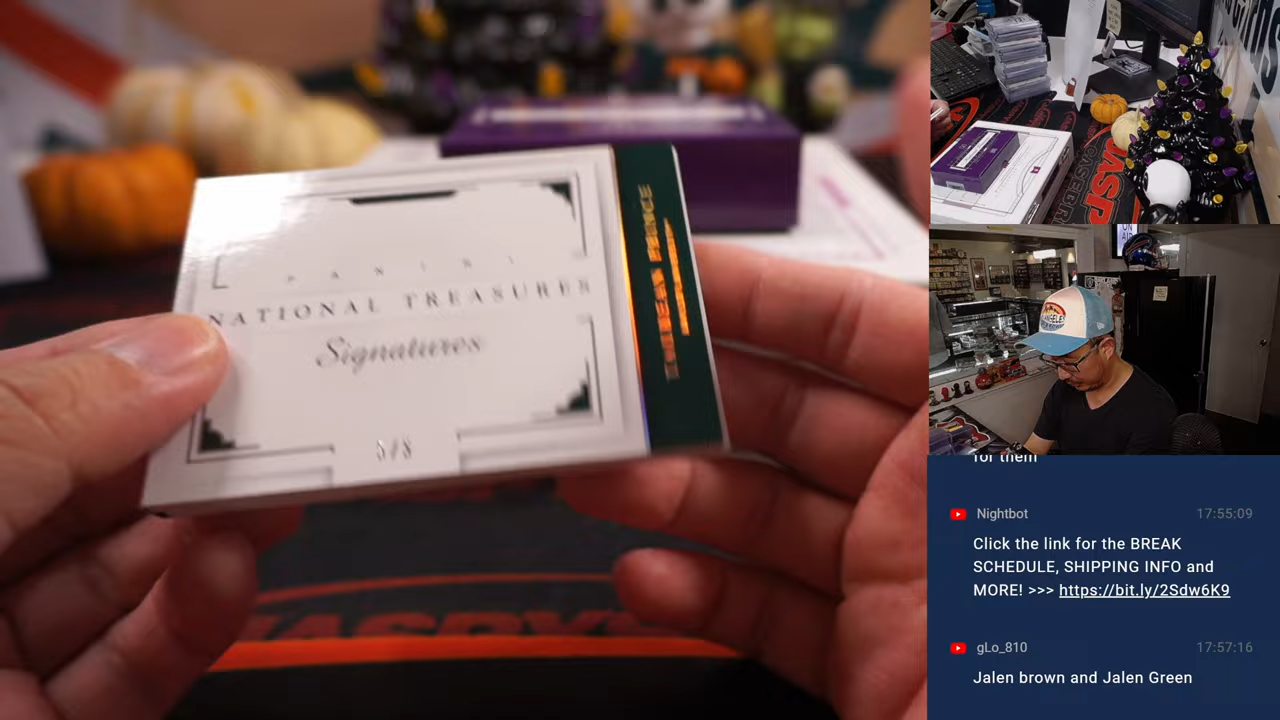 PANINI
NATIONAL TREASURES
Signatures
5/8
for them
Nightbot
17:55:09
Click the link for the BREAK
SCHEDULE, SHIPPING INFO and
MORE! >>> https://bit.ly/2Sdw6K9
gLo_810
17:57:16
Jalen brown and Jalen Green